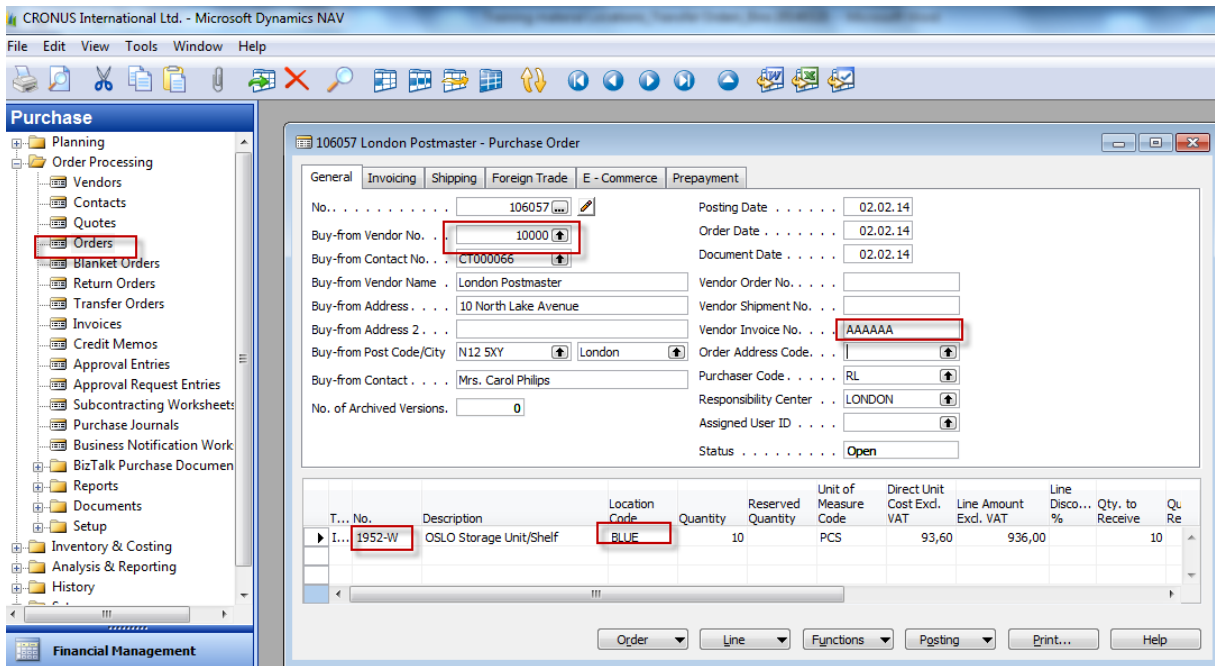 CRONUS International Ltd. - Microsoft Dynamics NAV
File Edit View Tools Window Help
Purchase
Planning
Order Processing
Vendors
Contacts
Quotes
Orders
Blanket Orders
Return Orders
Transfer Orders
Invoices
Credit Memos
Approval Entries
Approval Request Entries
Subcontracting Worksheets
Purchase Journals
Business Notification Work
BizTalk Purchase Documen
Reports
Documents
Setup
Inventory & Costing
Analysis & Reporting
History
Financial Management
106057 London Postmaster - Purchase Order
General Invoicing Shipping Foreign Trade E - Commerce Prepayment
No. . . . . . . . . . . . 106057 ...
Buy-from Vendor No. . . 10000
Buy-from Contact No. . . CT000066
Buy-from Vendor Name . London Postmaster
Buy-from Address . . . . 10 North Lake Avenue
Buy-from Address 2 . . .
Buy-from Post Code/City N12 5XY London
Buy-from Contact . . . . Mrs. Carol Philips
No. of Archived Versions. 0
Posting Date . . . . . . 02.02.14
Order Date . . . . . . . 02.02.14
Document Date . . . . . 02.02.14
Vendor Order No. . . . .
Vendor Shipment No. . . .
Vendor Invoice No. . . . AAAAAA
Order Address Code. . .
Purchaser Code . . . . . RL
Responsibility Center . . LONDON
Assigned User ID . . . .
Status . . . . . . . . . Open
T... No. Description Location Code Quantity Reserved Quantity Unit of Measure Code Direct Unit Cost Excl. VAT Line Amount Excl. VAT Line Disco... % Qty. to Receive Qu Re
I... 1952-W OSLO Storage Unit/Shelf BLUE 10 PCS 93,60 936,00 10
Order Line Functions Posting Print... Help